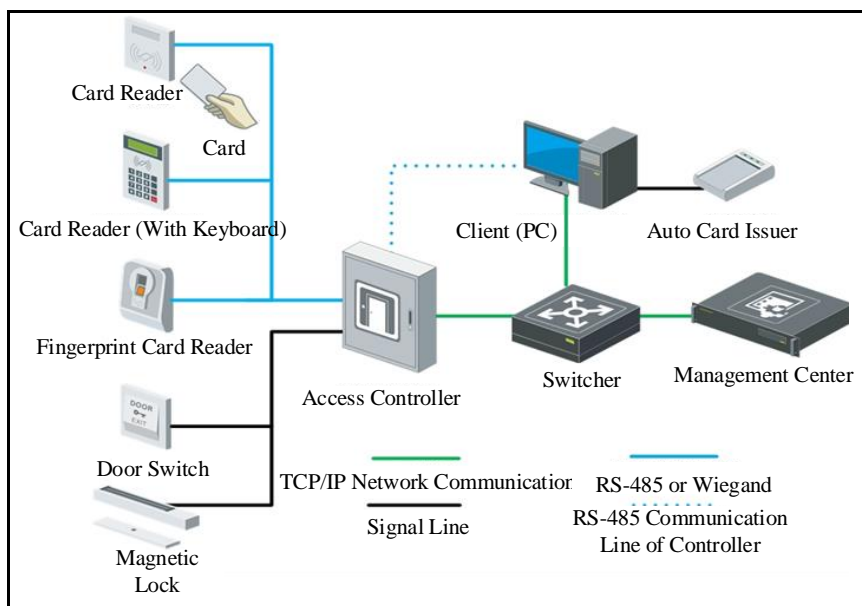 Card Reader
Card
Card Reader (With Keyboard)
Fingerprint Card Reader
DOOR
EXIT
Door Switch
Magnetic
Lock
Access Controller
Client (PC)
Auto Card Issuer
Switcher
Management Center
TCP/IP Network Communication
Signal Line
RS-485 or Wiegand
RS-485 Communication
Line of Controller